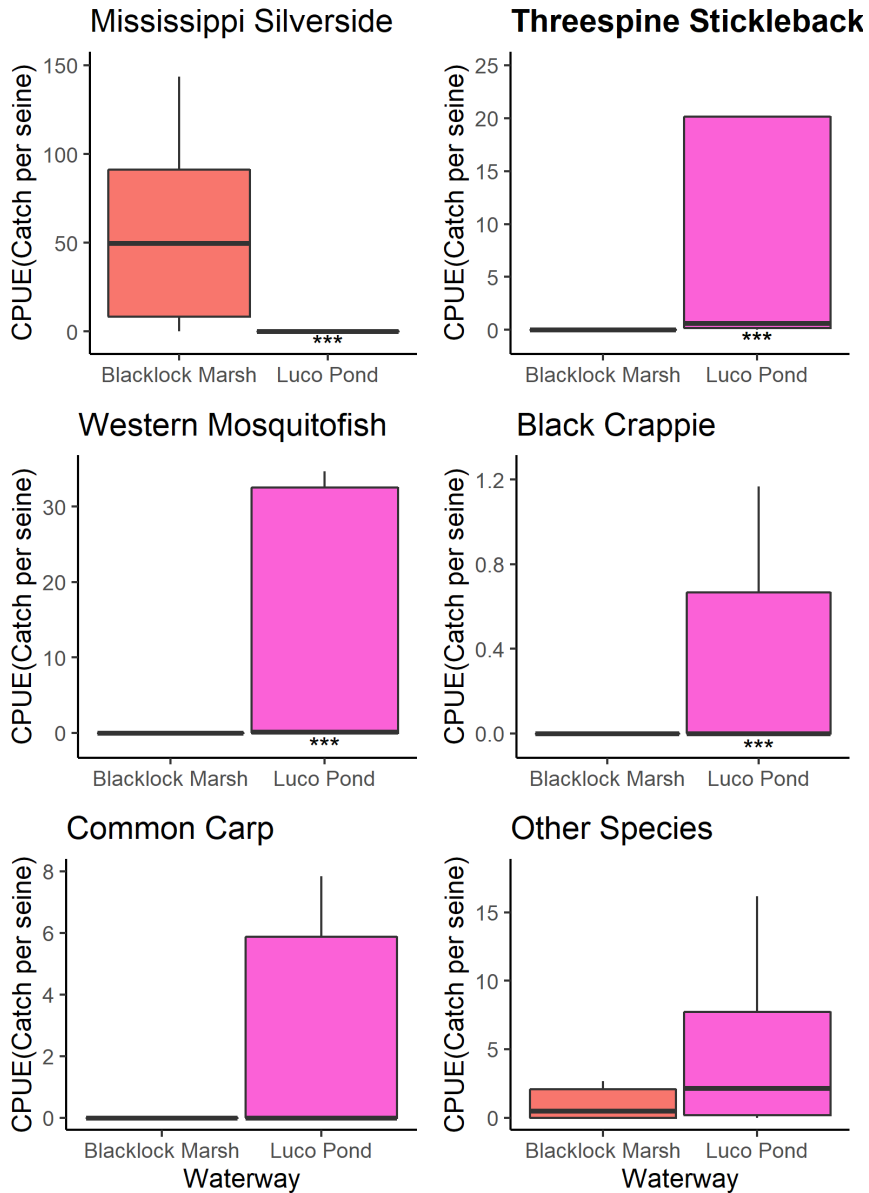 Mississippi Silverside
CPUE(Catch per seine)
150
100
50
0
***
Blacklock Marsh Luco Pond
Threespine Stickleback
CPUE(Catch per seine)
25
20
15
10
5
0
***
Blacklock Marsh Luco Pond
Western Mosquitofish
CPUE(Catch per seine)
30
20
10
0
***
Blacklock Marsh Luco Pond
Black Crappie
CPUE(Catch per seine)
1.2
0.8
0.4
0.0
***
Blacklock Marsh Luco Pond
Common Carp
CPUE(Catch per seine)
8
6
4
2
0
Blacklock Marsh Luco Pond
Waterway
Other Species
CPUE(Catch per seine)
15
10
5
0
Blacklock Marsh Luco Pond
Waterway